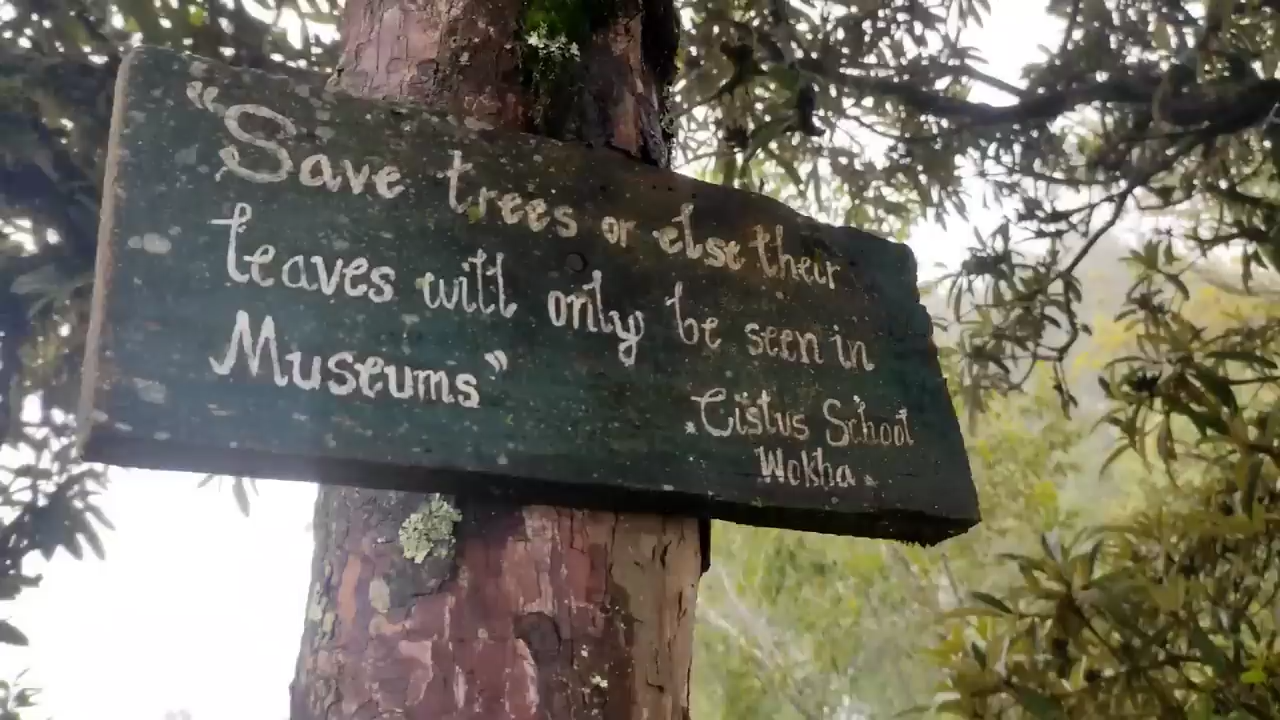 "Save trees or else their
leaves will only be seen in
Museums"
Cistus School
Wokha.